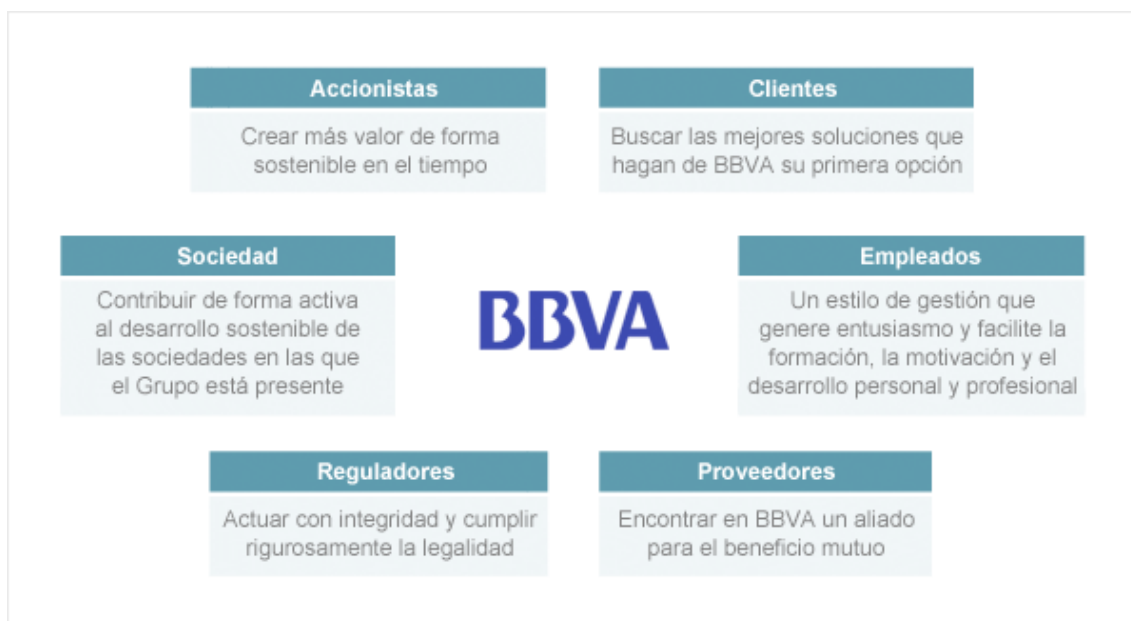 Accionistas
Crear más valor de forma
sostenible en el tiempo
Clientes
Buscar las mejores soluciones que
hagan de BBVA su primera opción
Sociedad
Contribuir de forma activa
al desarrollo sostenible de
las sociedades en las que
el Grupo está presente
BBVA
Empleados
Un estilo de gestión que
genere entusiasmo y facilite la
formación, la motivación y el
desarrollo personal y profesional
Reguladores
Actuar con integridad y cumplir
rigurosamente la legalidad
Proveedores
Encontrar en BBVA un aliado
para el beneficio mutuo